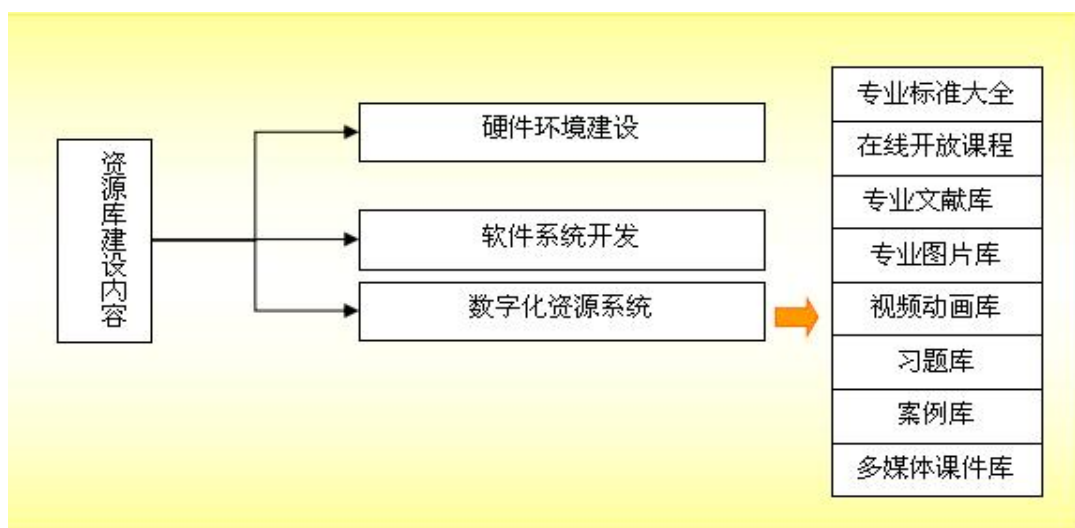 资源库建设内容
硬件环境建设
软件系统开发
数字化资源系统
专业标准大全
在线开放课程
专业文献库
专业图片库
视频动画库
习题库
案例库
多媒体课件库